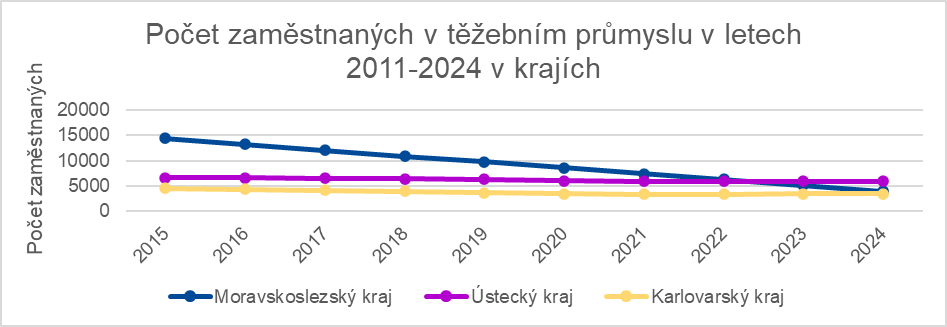 Počet zaměstnaných v těžebním průmyslu v letech
2011-2024 v krajích
Počet zaměstnaných
20000
15000
10000
5000
0
2015 2016 2017 2018 2019 2020 2021 2022 2023 2024
Moravskoslezský kraj Ústecký kraj Karlovarský kraj